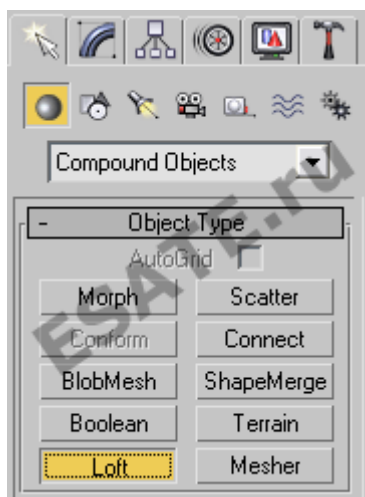 Compound Objects
- Object Type
AutoGrid
Morph Scatter
Conform Connect
BlobMesh ShapeMerge
Boolean Terrain
Loft Mesher
ESATE.ru